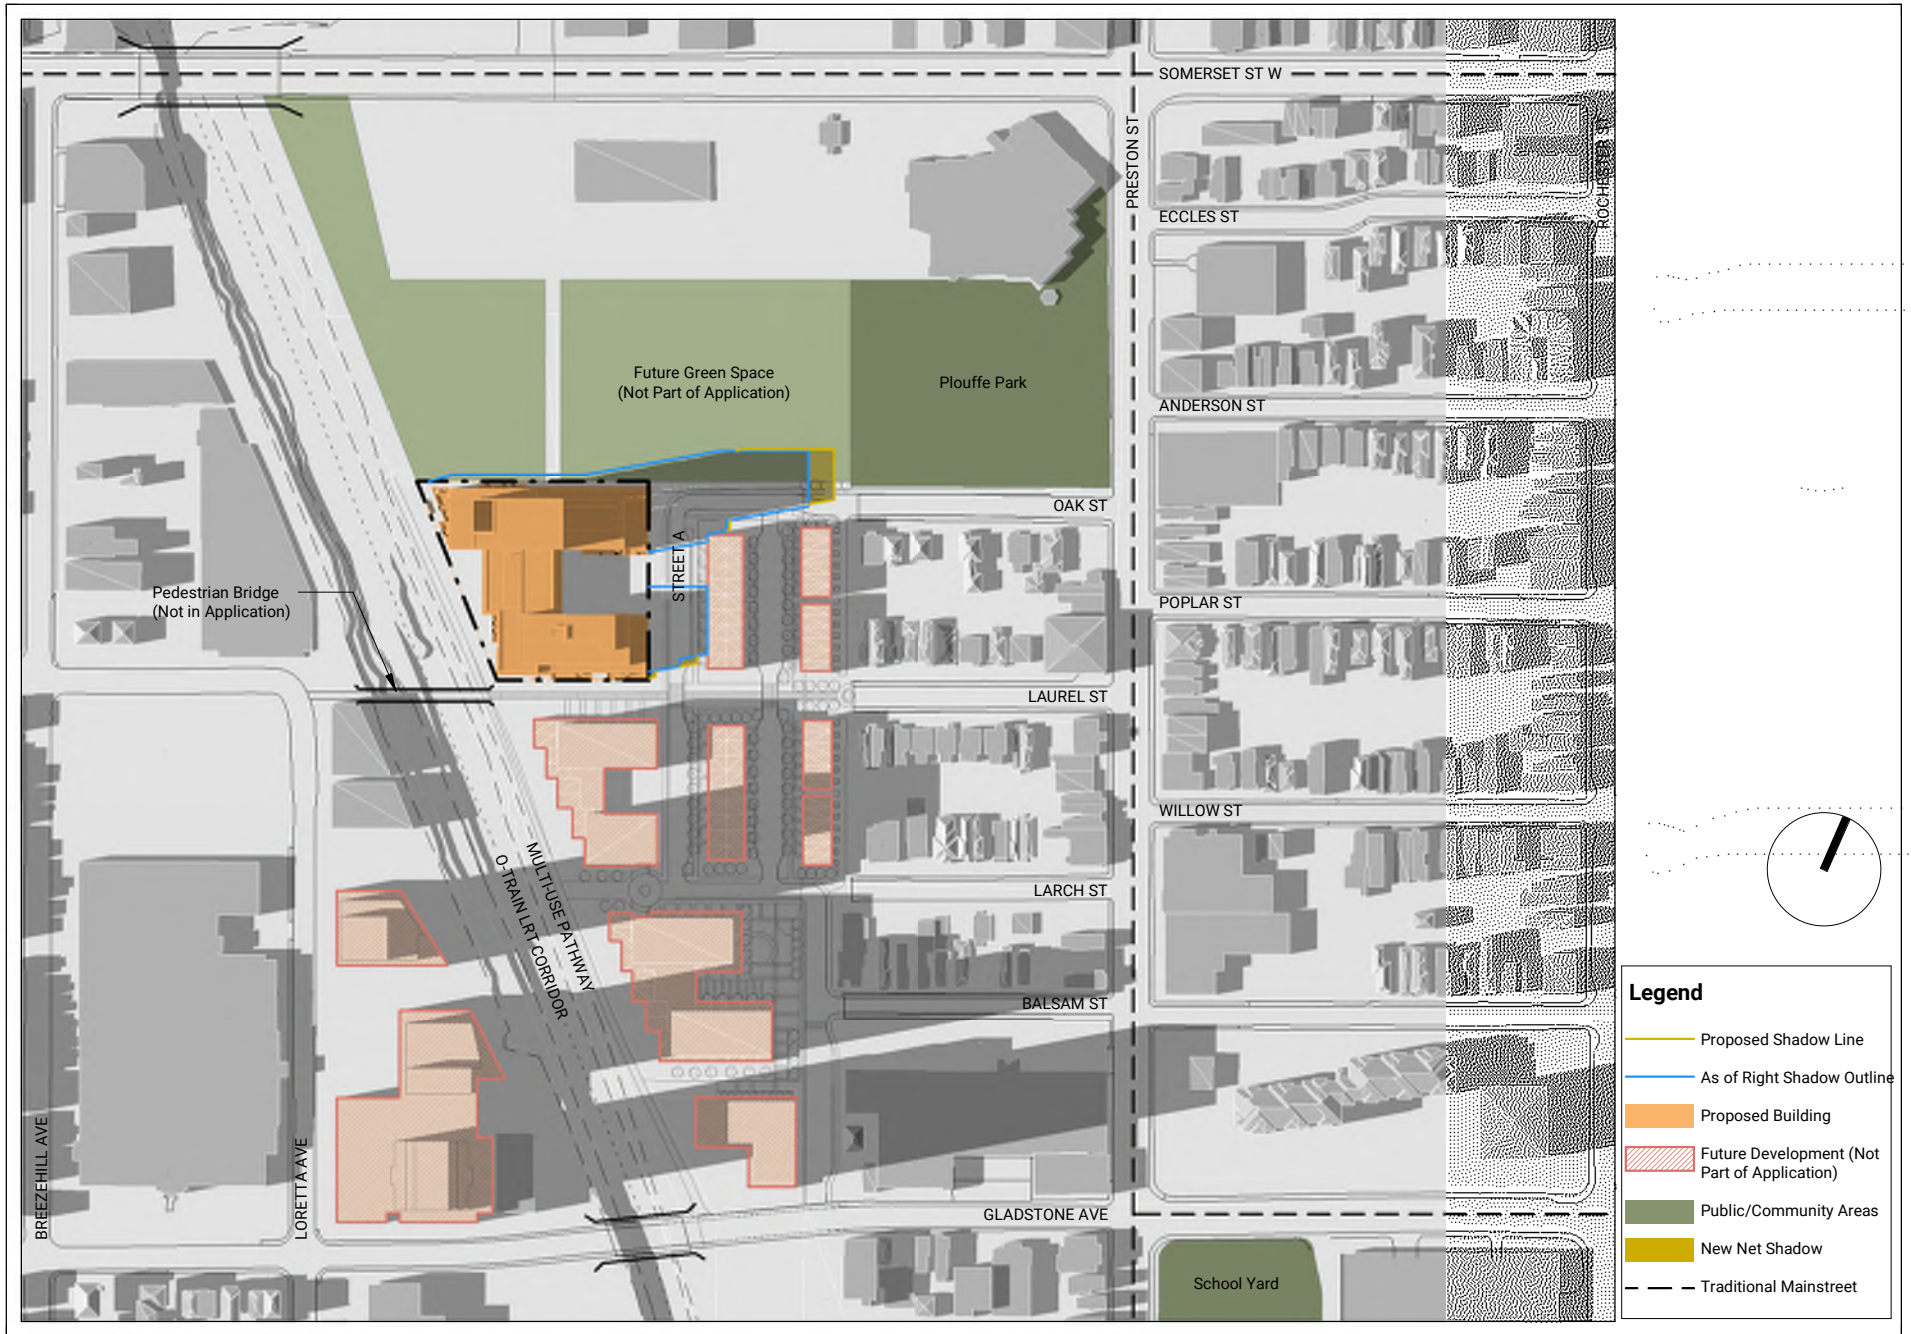 SOMERSET ST W
PRESTON ST
ROCHESTER ST
ECCLES ST
Future Green Space
(Not Part of Application)
Plouffe Park
ANDERSON ST
OAK ST
STREET A
Pedestrian Bridge
(Not in Application)
POPLAR ST
LAUREL ST
WILLOW ST
MULTI-USE PATHWAY
O-TRAIN LRT CORRIDOR
LARCH ST
BALSAM ST
BREEZEHILL AVE
LORETTA AVE
GLADSTONE AVE
School Yard
Legend
Proposed Shadow Line
As of Right Shadow Outline
Proposed Building
Future Development (Not
Part of Application)
Public/Community Areas
New Net Shadow
Traditional Mainstreet